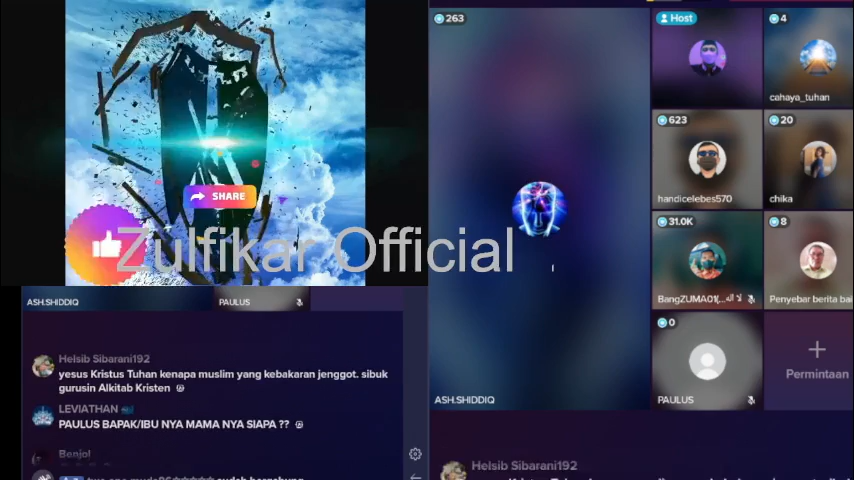 263
Host
4
cahaya_tuhan
623
20
handicelebes570
chika
31.0K
8
BangZUMA01(...
Penyebar berita bai
0
PAULUS
Permintaan
ASH.SHIDDIQ
SHARE
Zulfikar Official
ASH.SHIDDIQ
PAULUS
Helsib Sibarani192
yesus Kristus Tuhan kenapa muslim yang kebakaran jenggot. sibuk
gurusin Alkitab Kristen
LEVIATHAN
PAULUS BAPAK/IBU NYA MAMA NYA SIAPA ??
Benjol
Helsib Sibarani192